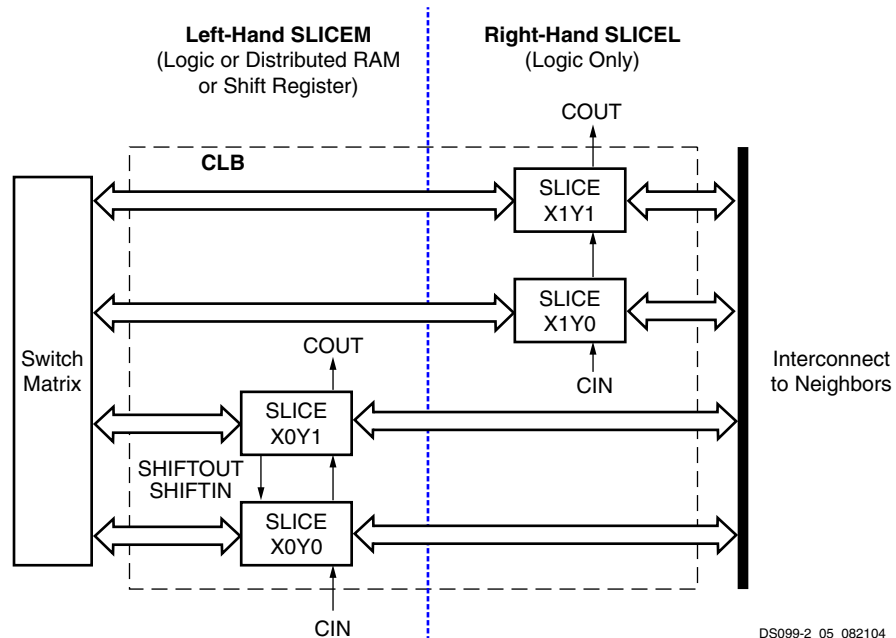 Left-Hand SLICEM
(Logic or Distributed RAM
or Shift Register)
Right-Hand SLICEL
(Logic Only)
COUT
CLB
SLICE
X1Y1
SLICE
X1Y0
COUT
CIN
Switch
Matrix
Interconnect
to Neighbors
SLICE
X0Y1
SHIFTOUT
SHIFTIN
SLICE
X0Y0
CIN
DS099-2_05_082104